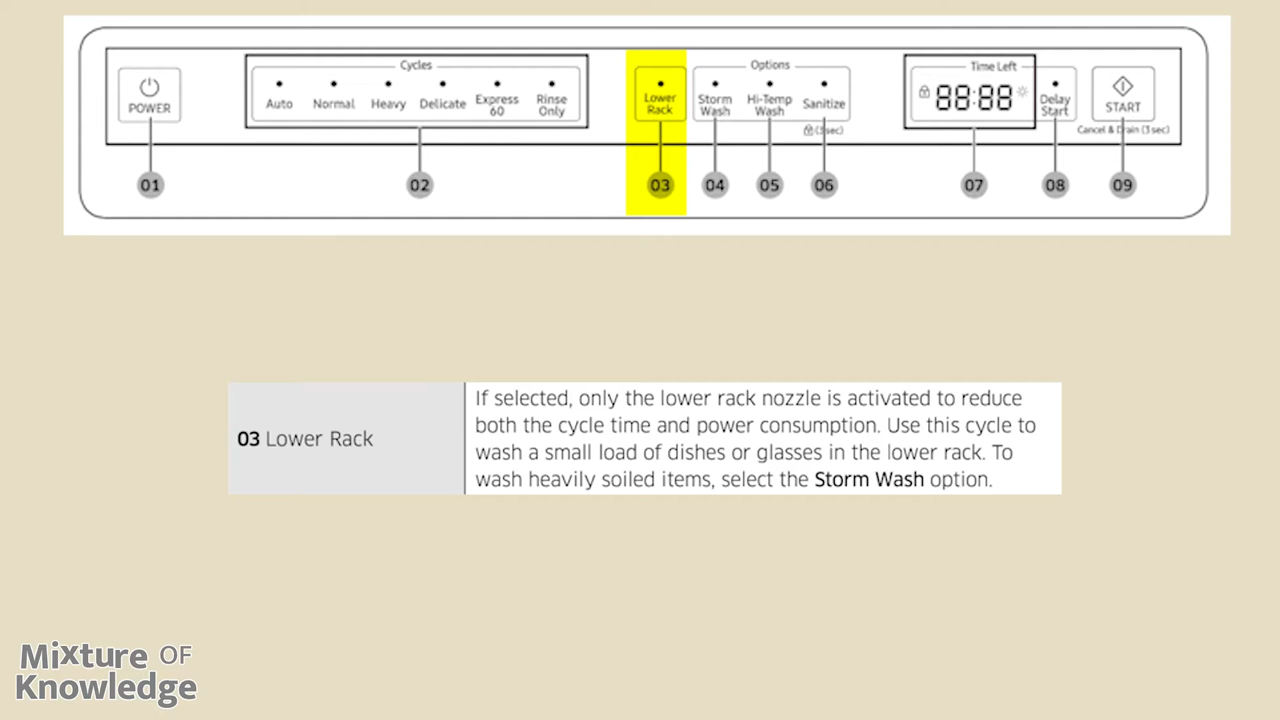 Cycles
Options
Time Left
POWER
Auto
Normal
Heavy
Delicate
Express 60
Rinse Only
Lower Rack
Storm Wash
Hi-Temp Wash
Sanitize
(3 sec)
88:88
Delay Start
START
Cancel & Drain (3 sec)
01
02
03
04
05
06
07
08
09
03 Lower Rack
If selected, only the lower rack nozzle is activated to reduce
both the cycle time and power consumption. Use this cycle to
wash a small load of dishes or glasses in the lower rack. To
wash heavily soiled items, select the Storm Wash option.
Mixture OF
Knowledge